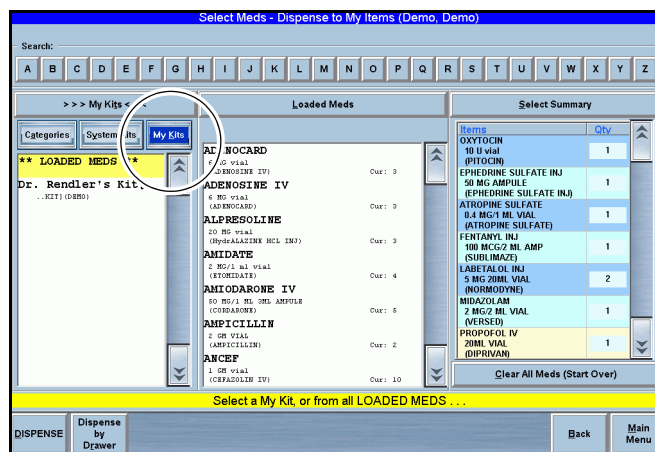 Select Meds - Dispense to My Items (Demo, Demo)
Search:
A B C D E F G H I J K L M N O P Q R S T U V W X Y Z
> > > My Kits <
Loaded Meds
Select Summary
Categories
My Kits
** LOADED MEDS **
Dr. Rendler's Kit[
..KIT](DEMO)
6 MG vial
(ADENOSINE IV) Cur: 3
ADENOSINE IV
6 MG vial
(ADENOCARD) Cur: 3
ALPRESOLINE
20 MG vial
(HydrALAZINE HCL INJ) Cur: 3
AMIDATE
2 MG/1 ml vial
(ETOMIDATE) Cur: 4
AMIODARONE IV
50 MG/1 ML 3ML AMPULE
(CORDARONE) Cur: 5
AMPICILLIN
2 GM VIAL
(AMPICILLIN) Cur: 2
ANCEF
1 GM vial
(CEFAZOLIN IV) Cur: 10
Items Qty
OXYTOCIN
10 U vial 1
(PITOCIN)
EPHEDRINE SULFATE INJ
50 MG AMPULE 1
(EPHEDRINE SULFATE INJ)
ATROPINE SULFATE
0.4 MG/1 ML VIAL 1
(ATROPINE SULFATE)
FENTANYL INJ
100 MCG/2 ML AMP 1
(SUBLIMAZE)
LABETALOL INJ
5 MG 20ML VIAL 2
(NORMODYNE)
MIDAZOLAM
2 MG/2 ML VIAL 1
(VERSED)
PROPOFOL IV
20ML VIAL 1
(DIPRIVAN)
Clear All Meds (Start Over)
Select a My Kit, or from all LOADED MEDS . . .
DISPENSE
Dispense
by
Drawer
Back
Main
Menu